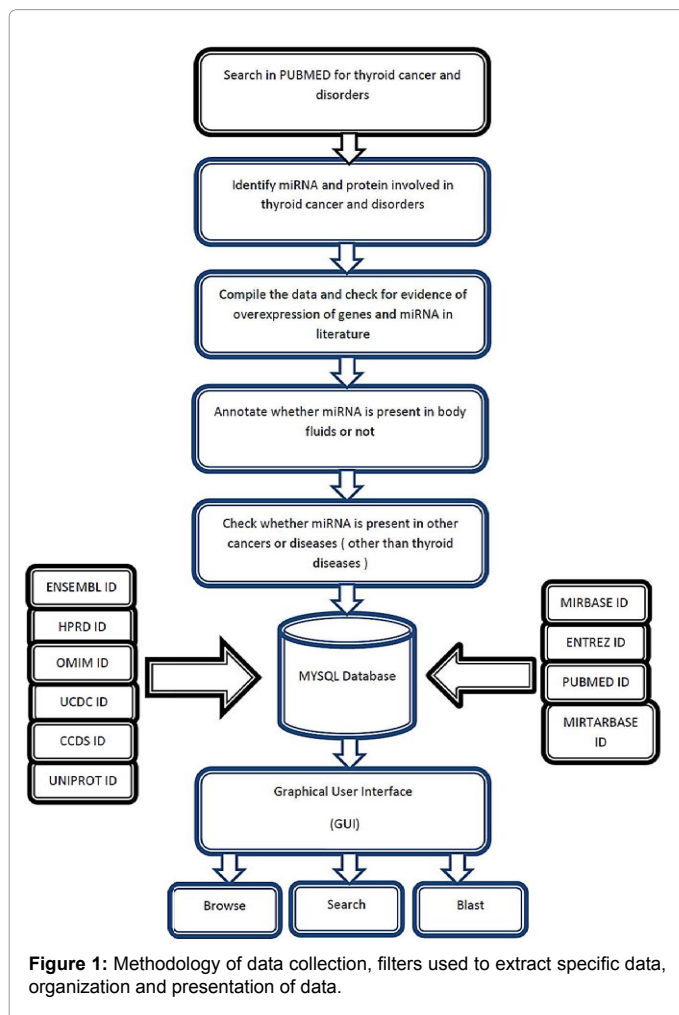 Search in PUBMED for thyroid cancer and
disorders
Identify miRNA and protein involved in
thyroid cancer and disorders
Compile the data and check for evidence of
overexpression of genes and miRNA in
literature
Annotate whether miRNA is present in body
fluids or not
Check whether miRNA is present in other
cancers or diseases ( other than thyroid
diseases )
ENSEMBL ID
HPRD ID
OMIM ID
UCDC ID
CCDS ID
UNIPROT ID
MYSQL Database
MIRBASE ID
ENTREZ ID
PUBMED ID
MIRTARBASE
ID
Graphical User Interface
(GUI)
Browse
Search
Blast
Figure 1: Methodology of data collection, filters used to extract specific data,
organization and presentation of data.